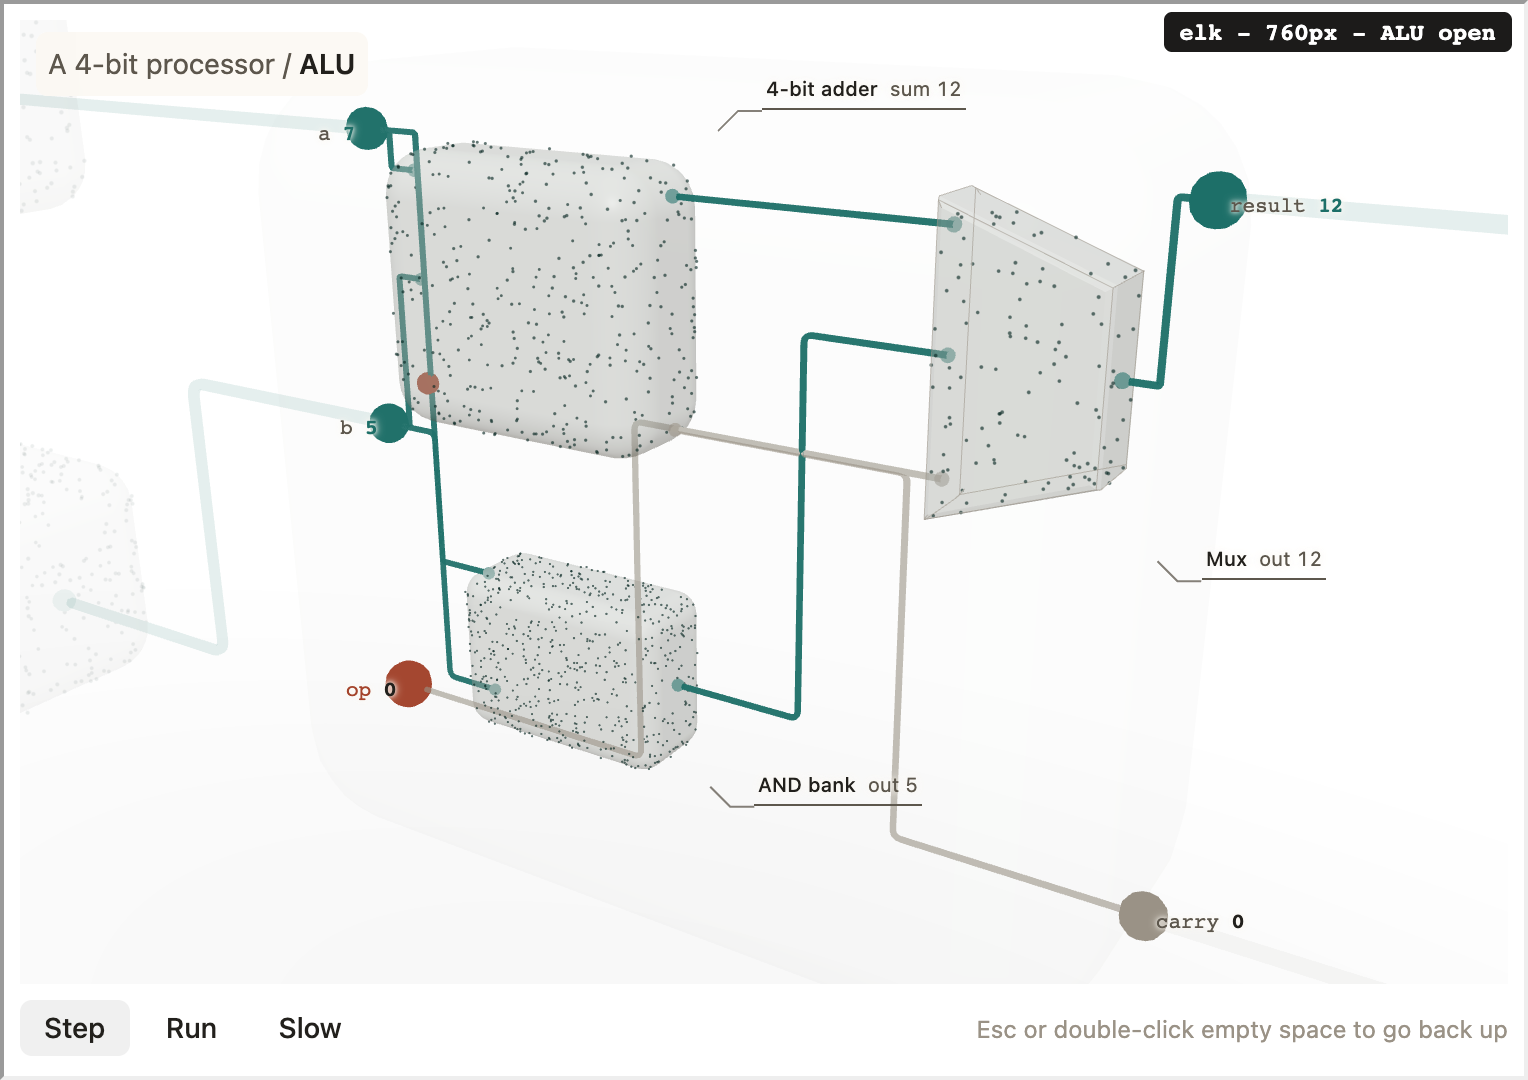 elk – 760px – ALU open
A 4-bit processor / ALU
4-bit adder sum 12
a 7
result 12
b 5
Mux out 12
op 0
AND bank out 5
carry 0
Step Run Slow
Esc or double-click empty space to go back up